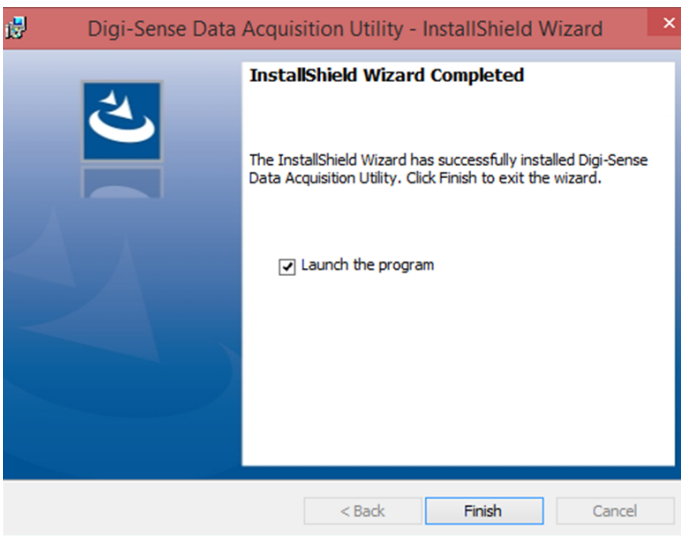 Digi-Sense Data Acquisition Utility - InstallShield Wizard
InstallShield Wizard Completed
The InstallShield Wizard has successfully installed Digi-Sense
Data Acquisition Utility. Click Finish to exit the wizard.
Launch the program
< Back
Finish
Cancel